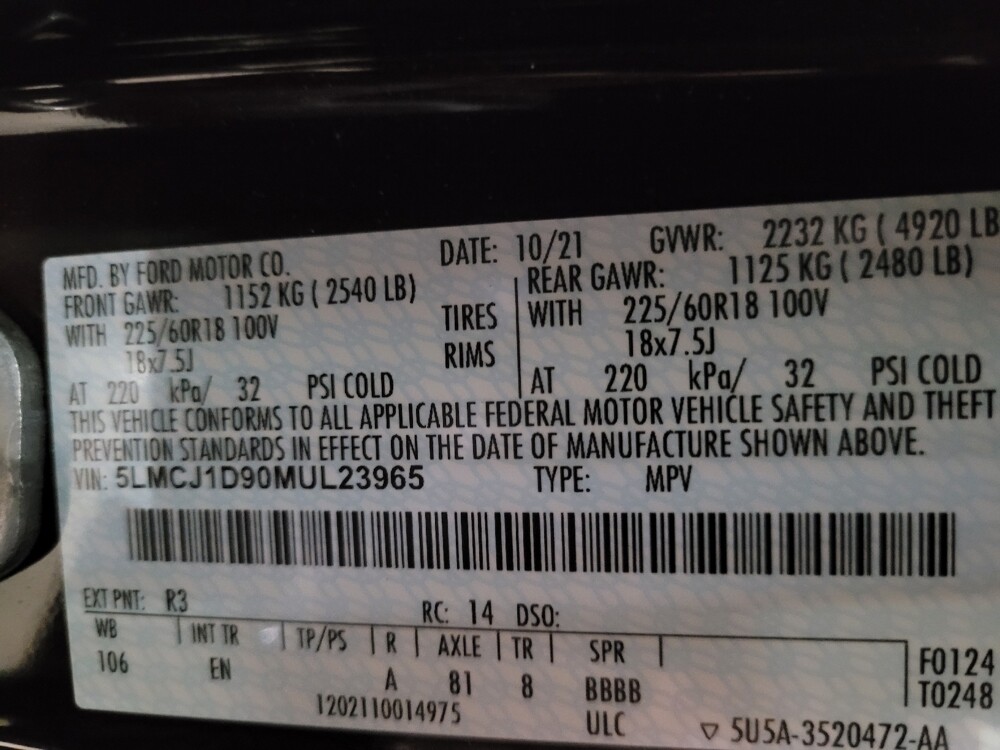 MFD. BY FORD MOTOR CO. DATE: 10/21 GVWR: 2232 KG ( 4920 LB
FRONT GAWR: 1152 KG ( 2540 LB) REAR GAWR: 1125 KG ( 2480 LB)
WITH 225/60R18 100V TIRES WITH 225/60R18 100V
18x7.5J RIMS 18x7.5J
AT 220 kPa/ 32 PSI COLD AT 220 kPa/ 32 PSI COLD
THIS VEHICLE CONFORMS TO ALL APPLICABLE FEDERAL MOTOR VEHICLE SAFETY AND THEFT
PREVENTION STANDARDS IN EFFECT ON THE DATE OF MANUFACTURE SHOWN ABOVE.
VIN: 5LMCJ1D90MUL23965 TYPE: MPV
EXT PNT: R3 RC: 14 DSO:
WB INT TR TP/PS R AXLE TR SPR
106 EN A 81 8 BBBB
F0124
T0248
1202110014975 ULC ▽ 5U5A-3520472-AA